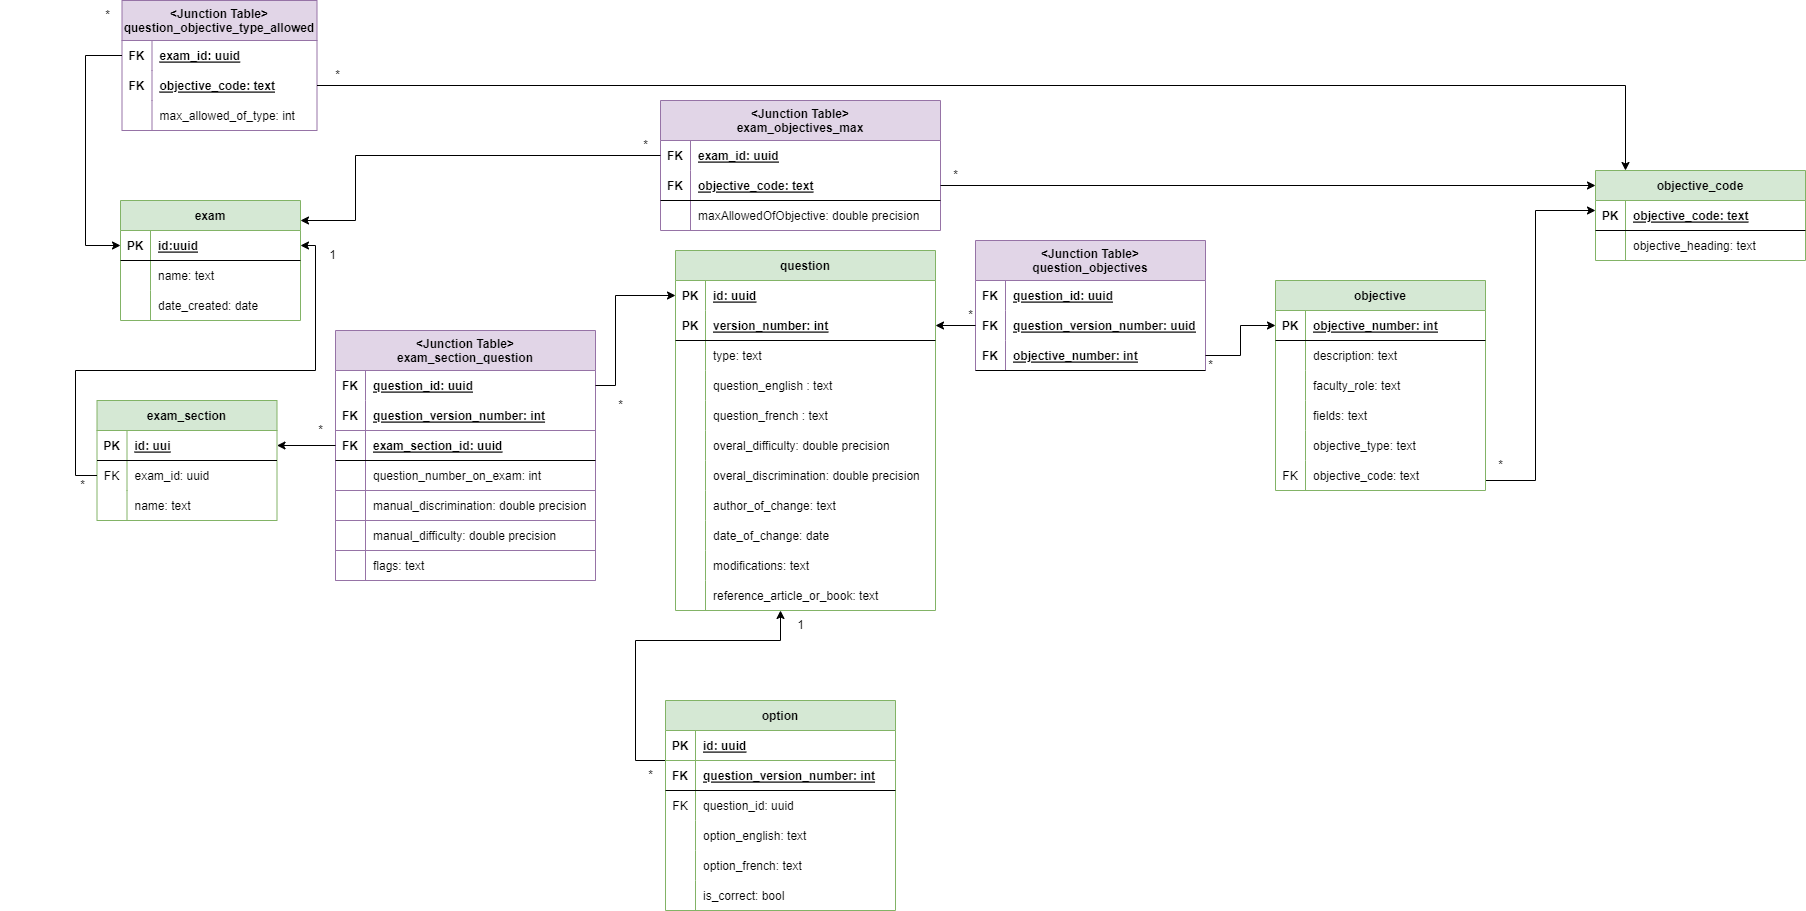 *
<Junction Table>
question_objective_type_allowed
FK exam_id: uuid
FK objective_code: text
max_allowed_of_type: int
*
<Junction Table>
exam_objectives_max
FK exam_id: uuid
FK objective_code: text
maxAllowedOfObjective: double precision
*
*
objective_code
PK objective_code: text
objective_heading: text
exam
PK id:uuid
name: text
date_created: date
1
question
PK id: uuid
PK version_number: int
type: text
question_english : text
question_french : text
overal_difficulty: double precision
overal_discrimination: double precision
author_of_change: text
date_of_change: date
modifications: text
reference_article_or_book: text
1
<Junction Table>
question_objectives
FK question_id: uuid
FK question_version_number: uuid
FK objective_number: int
*
*
objective
PK objective_number: int
description: text
faculty_role: text
fields: text
objective_type: text
FK objective_code: text
*
<Junction Table>
exam_section_question
FK question_id: uuid
FK question_version_number: int
FK exam_section_id: uuid
question_number_on_exam: int
manual_discrimination: double precision
manual_difficulty: double precision
flags: text
*
*
exam_section
PK id: uui
FK exam_id: uuid
name: text
*
option
PK id: uuid
FK question_version_number: int
FK question_id: uuid
option_english: text
option_french: text
is_correct: bool
*